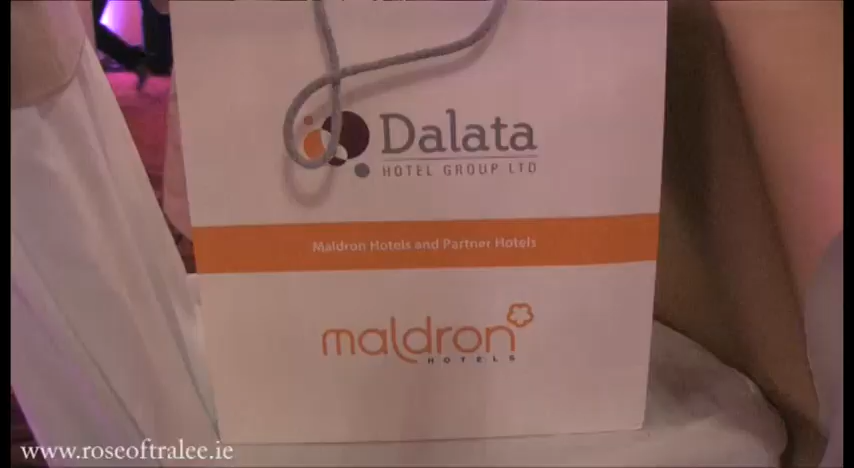 Dalata
HOTEL GROUP LTD
Maldron Hotels and Partner Hotels
maldron
HOTELS
www.roseoftralee.ie